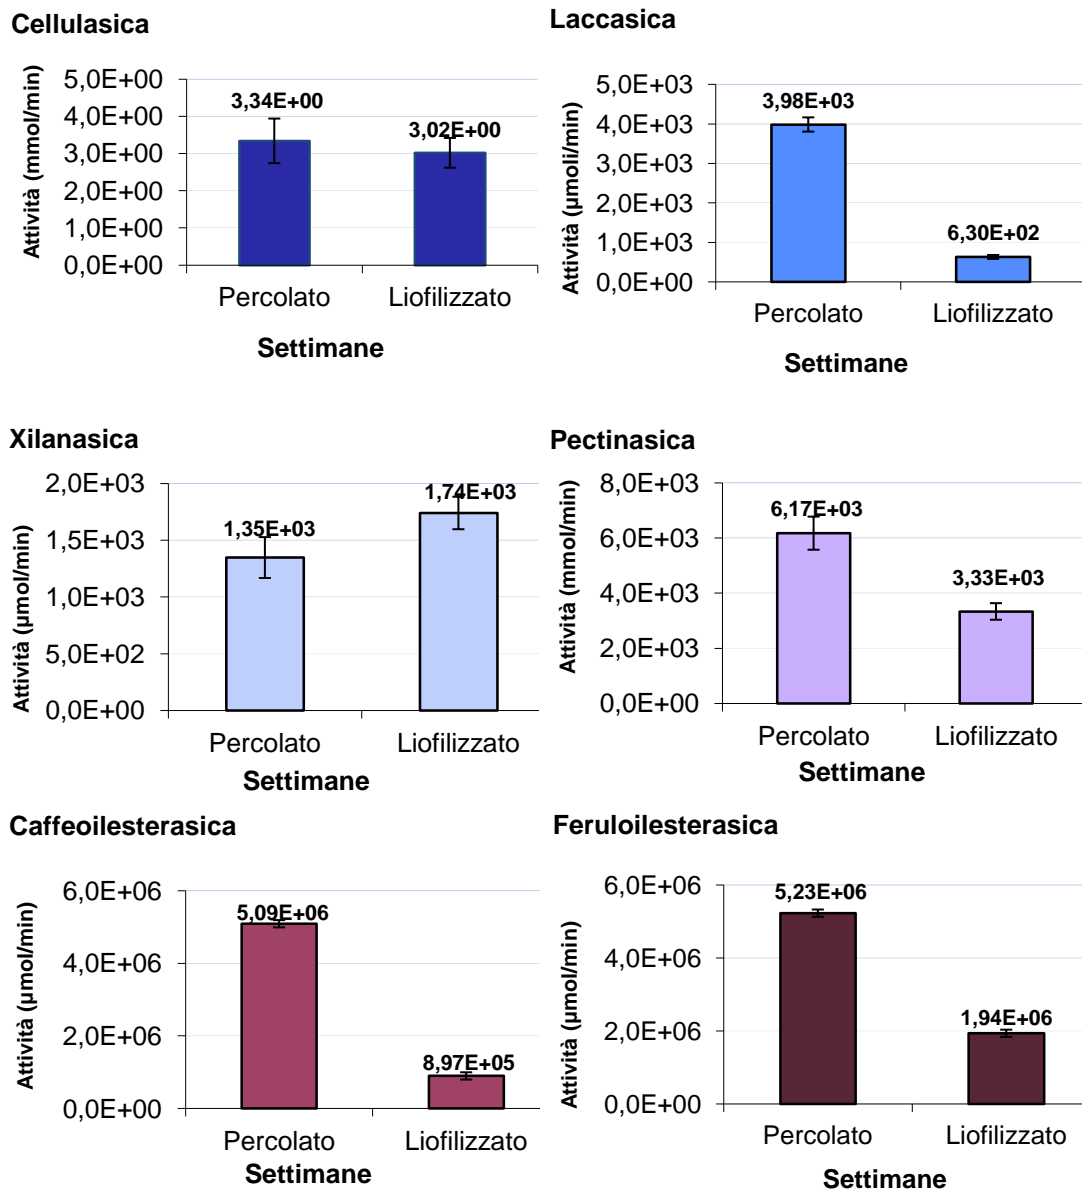 Cellulasica
Attività (mmol/min)
5,0E+00
4,0E+00
3,0E+00
2,0E+00
1,0E+00
0,0E+00
3,34E+00
3,02E+00
Percolato
Liofilizzato
Settimane
Laccasica
Attività (µmoli/min)
5,0E+03
4,0E+03
3,0E+03
2,0E+03
1,0E+03
0,0E+00
3,98E+03
6,30E+02
Percolato
Liofilizzato
Settimane
Xilanasica
Attività (µmol/min)
2,0E+03
1,5E+03
1,0E+03
5,0E+02
0,0E+00
1,35E+03
1,74E+03
Percolato
Liofilizzato
Settimane
Pectinasica
Attività (mmol/min)
8,0E+03
6,0E+03
4,0E+03
2,0E+03
0,0E+00
6,17E+03
3,33E+03
Percolato
Liofilizzato
Settimane
Caffeoilesterasica
Attività (µmol/min)
6,0E+06
4,0E+06
2,0E+06
0,0E+00
5,09E+06
8,97E+05
Percolato
Liofilizzato
Settimane
Feruloilesterasica
Attività (µmol/min)
6,0E+06
4,0E+06
2,0E+06
0,0E+00
5,23E+06
1,94E+06
Percolato
Liofilizzato
Settimane